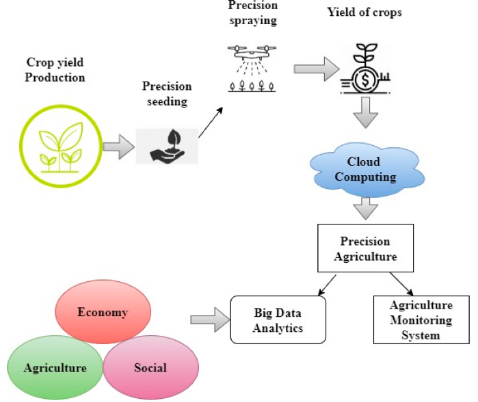 Precision
spraying
Yield of crops
Crop yield
Production
Precision
seeding
$
Cloud
Computing
Precision
Agriculture
Economy
Big Data
Analytics
Agriculture
Monitoring
System
Agriculture
Social